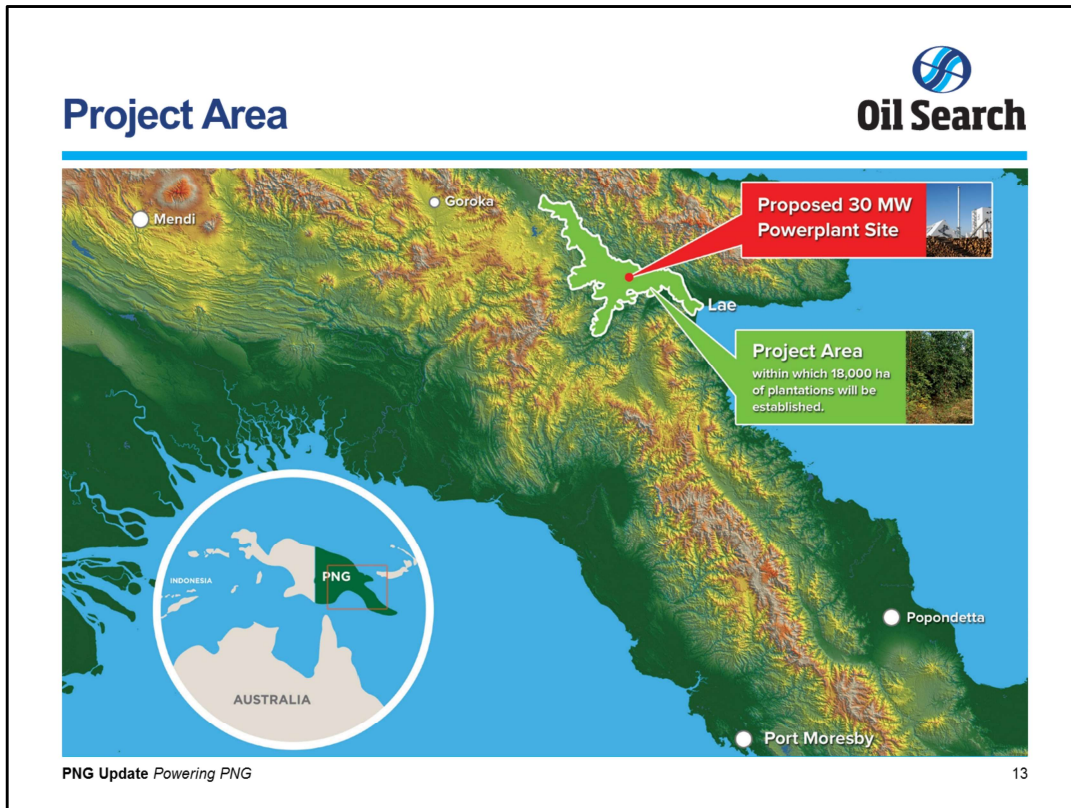 Project Area
Oil Search
Mendi
Goroka
Proposed 30 MW
Powerplant Site
Lae
Project Area
within which 18,000 ha
of plantations will be
established.
INDONESIA
PNG
AUSTRALIA
Popondetta
Port Moresby
PNG Update Powering PNG
13